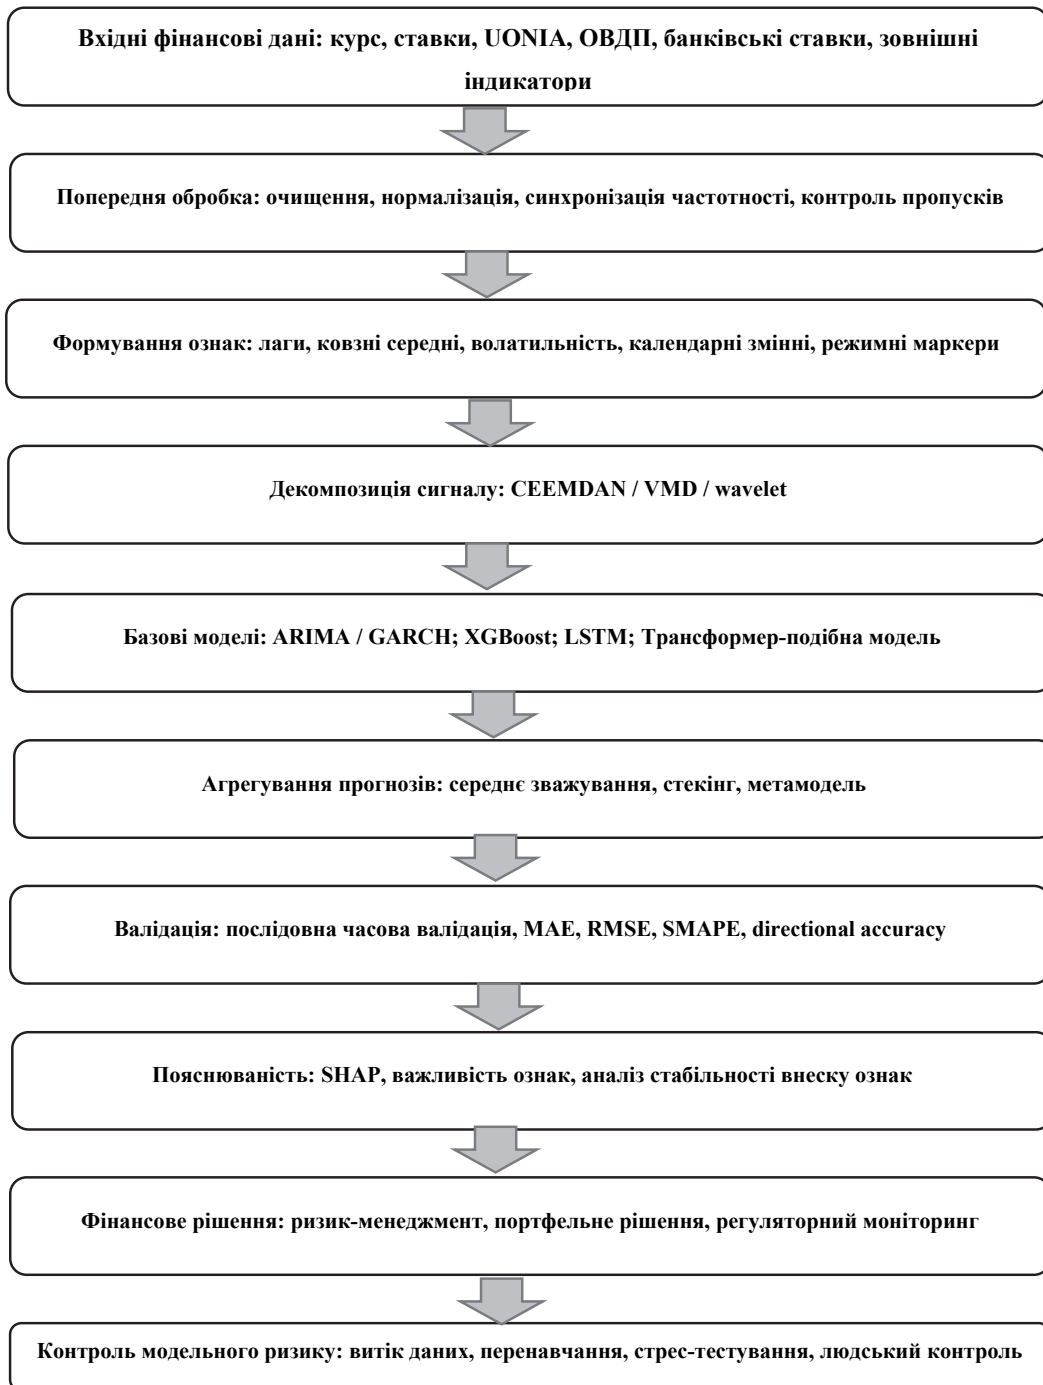 Вхідні фінансові дані: курс, ставки, UONIA, ОВДП, банківські ставки, зовнішні
індикатори
Попередня обробка: очищення, нормалізація, синхронізація частотності, контроль пропусків
Формування ознак: лаги, ковзні середні, волатильність, календарні змінні, режимні маркери
Декомпозиція сигналу: CEEMDAN / VMD / wavelet
Базові моделі: ARIMA / GARCH; XGBoost; LSTM; Трансформер-подібна модель
Агрегування прогнозів: середнє зважування, стекінг, метамодель
Валідація: послідовна часова валідація, MAE, RMSE, SMAPE, directional accuracy
Пояснюваність: SHAP, важливість ознак, аналіз стабільності внеску ознак
Фінансове рішення: ризик-менеджмент, портфельне рішення, регуляторний моніторинг
Контроль модельного ризику: витік даних, перенавчання, стрес-тестування, людський контроль